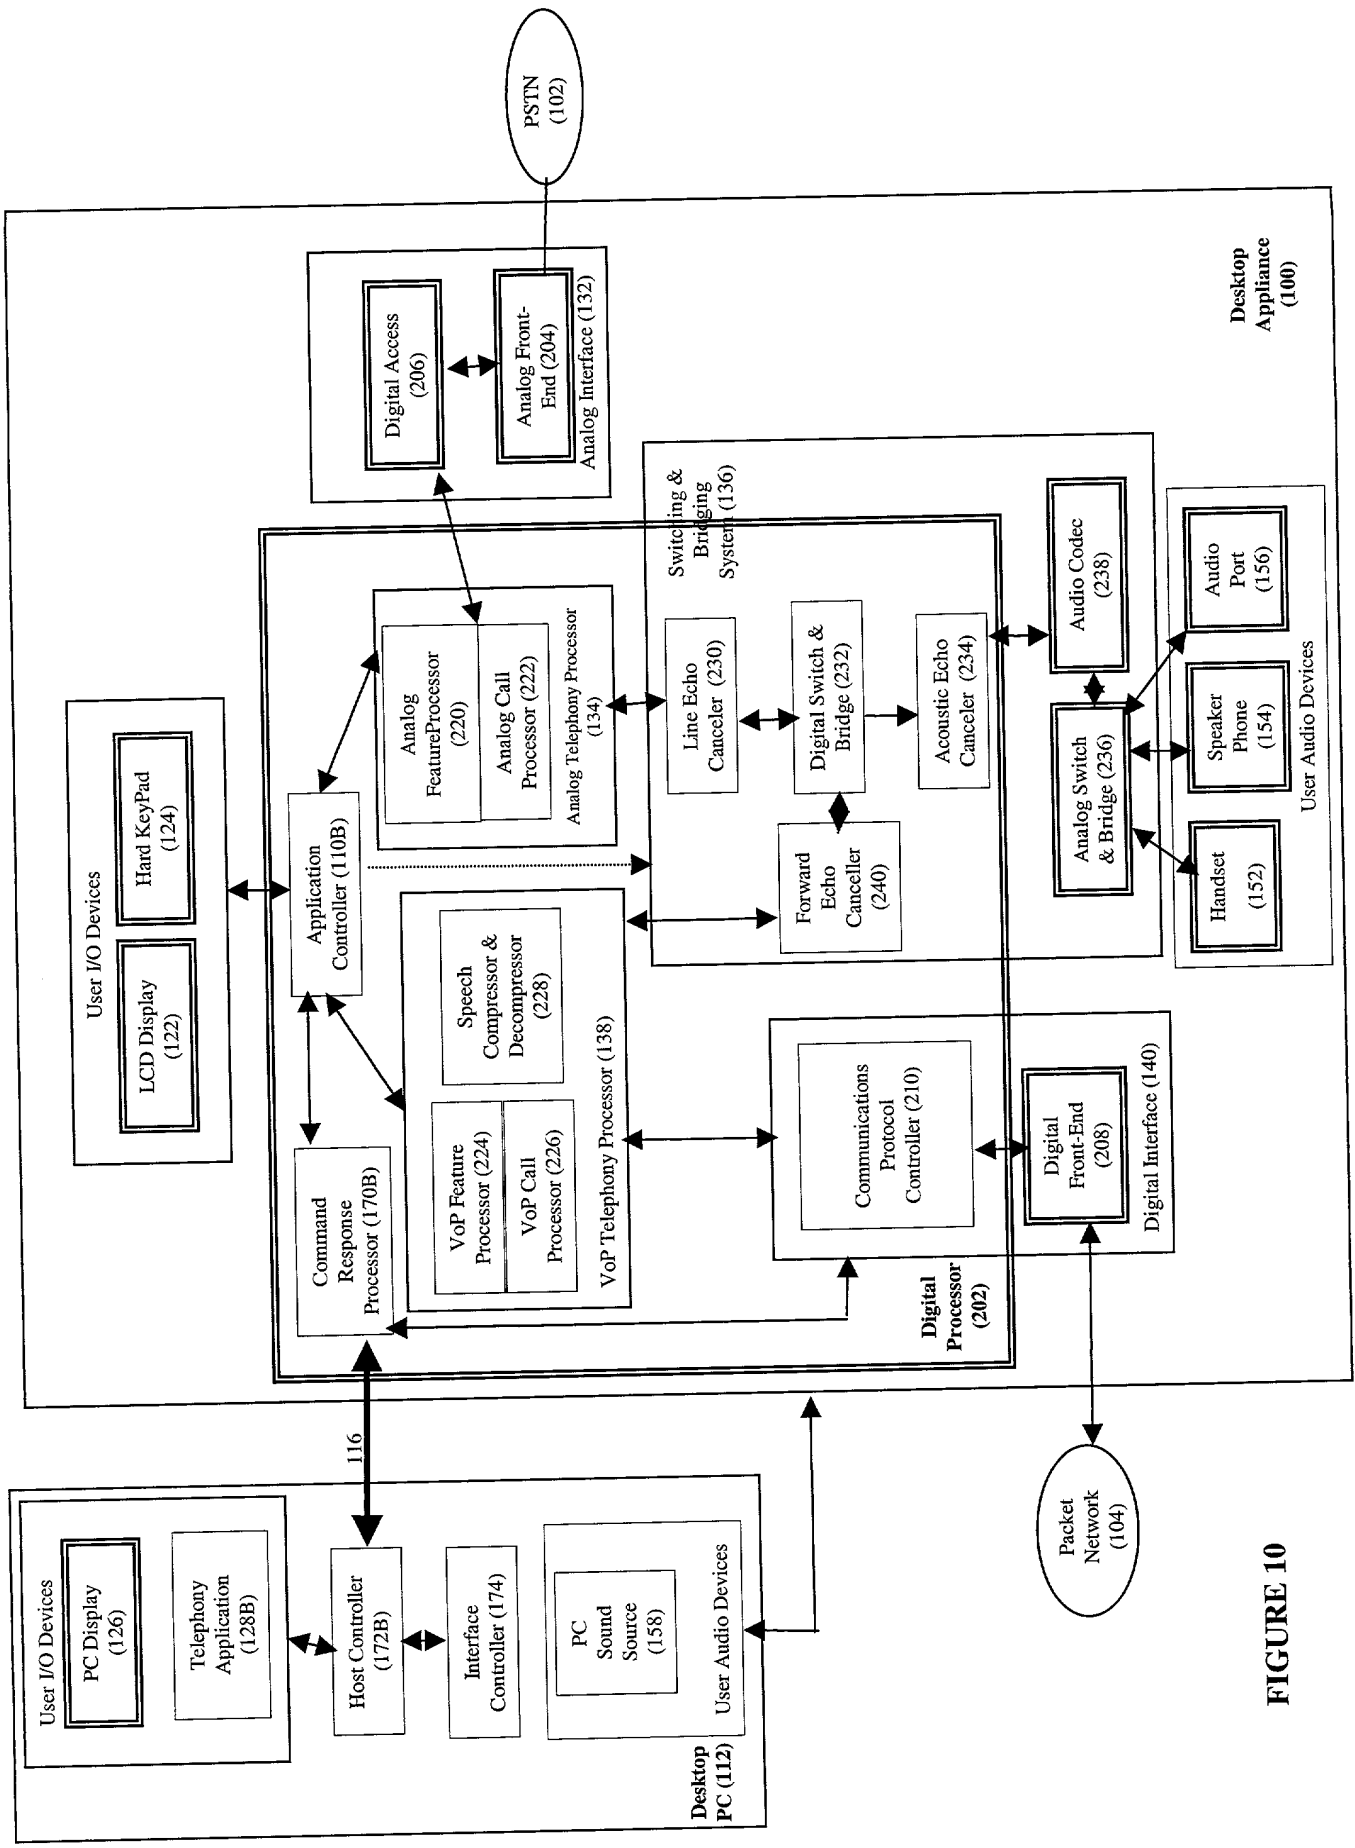 User I/O Devices
PC Display
(126)
Telephony
Application
(128B)
Host Controller
(172B)
Interface
Controller (174)
PC
Sound
Source
(158)
User Audio Devices
Desktop
PC (112)
116
Packet
Network
(104)
User I/O Devices
LCD Display
(122)
Hard KeyPad
(124)
Command
Response
Processor (170B)
Application
Controller (110B)
VoP Feature
Processor (224)
VoP Call
Processor (226)
Speech
Compressor &
Decompressor
(228)
VoP Telephony Processor (138)
Analog
FeatureProcessor
(220)
Analog Call
Processor (222)
Analog Telephony Processor
(134)
Digital Access
(206)
Analog Front-
End (204)
Analog Interface (132)
PSTN
(102)
Switching &
Bridging
System (136)
Line Echo
Canceler (230)
Digital Switch &
Bridge (232)
Acoustic Echo
Canceler (234)
Forward
Echo
Canceller
(240)
Communications
Protocol
Controller (210)
Digital
Processor
(202)
Digital
Front-End
(208)
Digital Interface (140)
Analog Switch
& Bridge (236)
Audio Codec
(238)
Handset
(152)
Speaker
Phone
(154)
Audio
Port
(156)
User Audio Devices
Desktop
Appliance
(100)
FIGURE 10